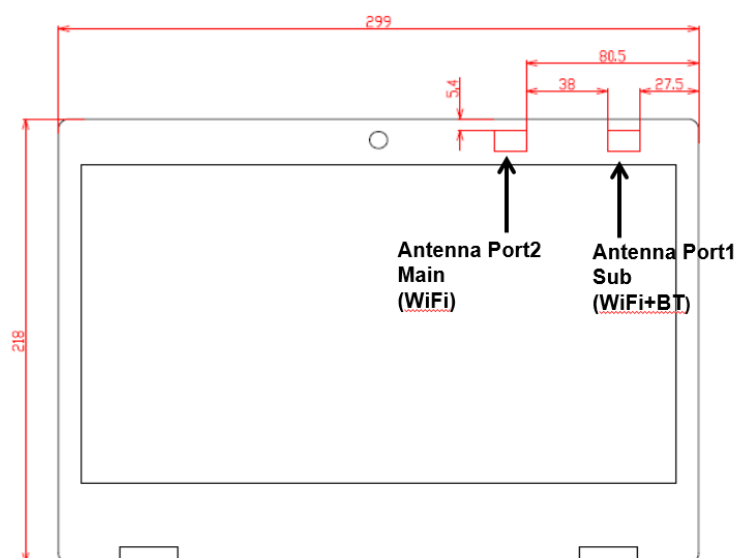 299
80.5
5,4
38
27.5
Antenna Port2
Main
(WiFi)
Antenna Port1
Sub
(WiFi+BT)
218